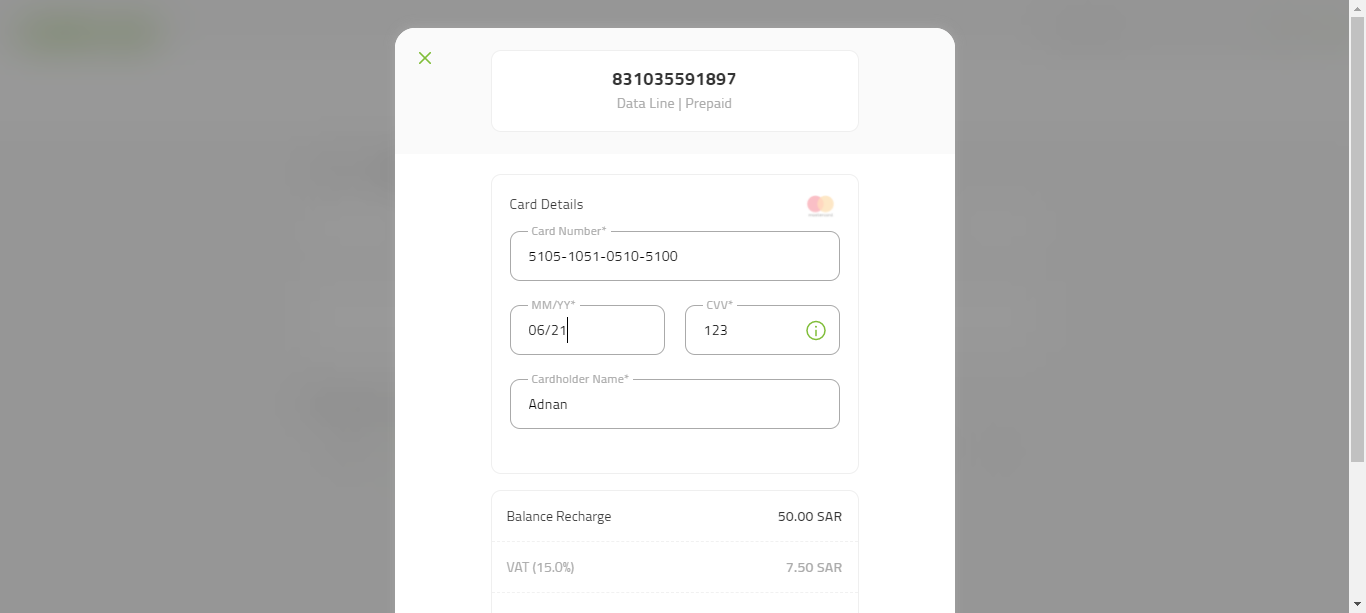 831035591897
Data Line | Prepaid
Card Details
Card Number*
5105-1051-0510-5100
MM/YY* CVV*
06/21 123
Cardholder Name*
Adnan
Balance Recharge 50.00 SAR
VAT (15.0%) 7.50 SAR